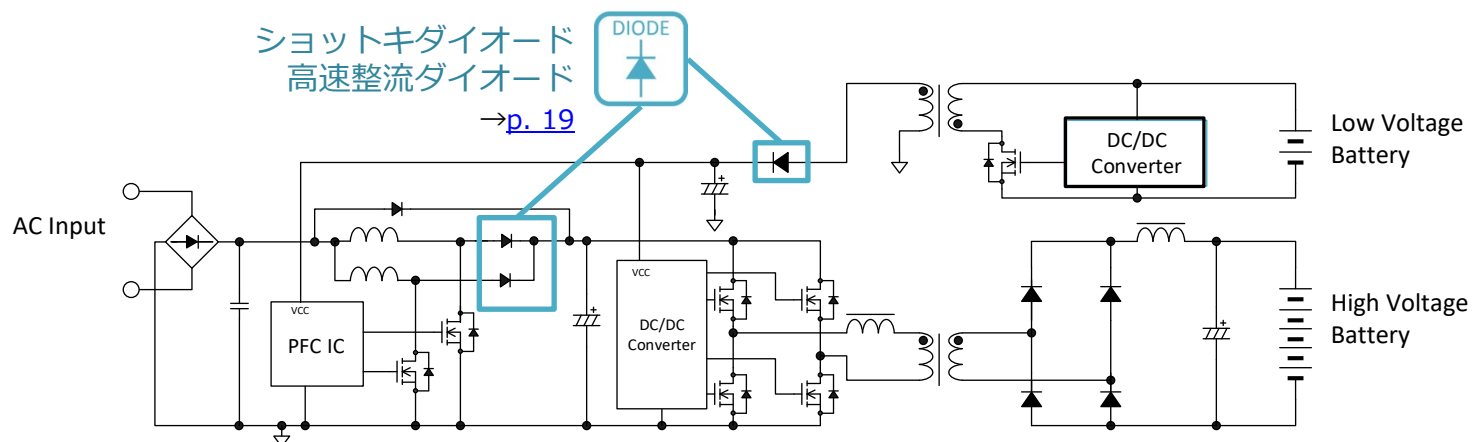 ショットキダイオード
高速整流ダイオード
→p. 19
DIODE
DC/DC
Converter
Low Voltage
Battery
AC Input
VCC
PFC IC
VCC
DC/DC
Converter
High Voltage
Battery
+
+
+